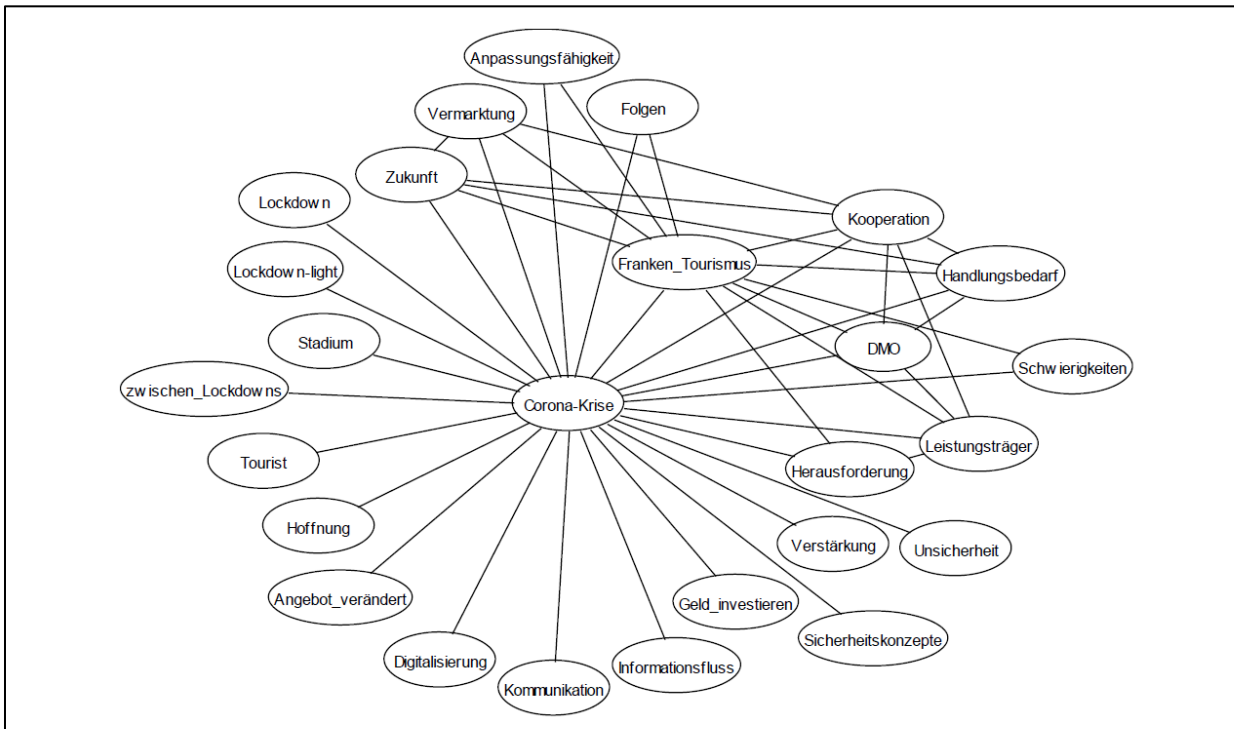 Anpassungsfähigkeit
Vermarktung
Folgen
Zukunft
Lockdown
Kooperation
Lockdown-light
Franken_Tourismus
Handlungsbedarf
Stadium
DMO
Schwierigkeiten
zwischen_Lockdowns
Corona-Krise
Tourist
Leistungsträger
Herausforderung
Hoffnung
Verstärkung
Unsicherheit
Angebot_verändert
Geld_investieren
Sicherheitskonzepte
Digitalisierung
Informationsfluss
Kommunikation